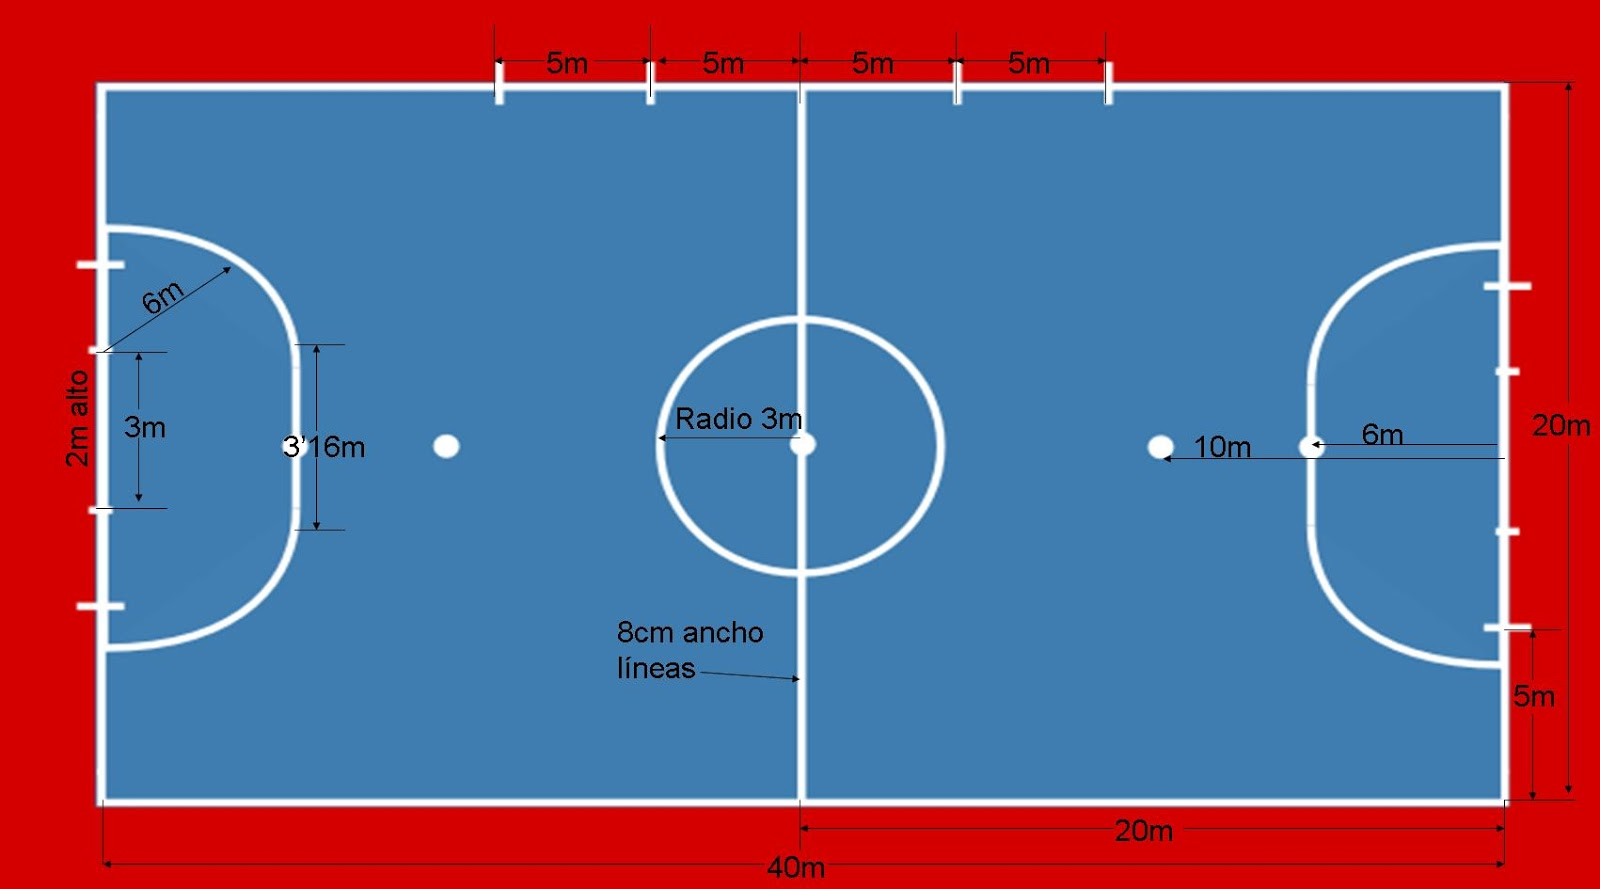 5m 5m 5m 5m
6m
2m alto
3m
3'16m
Radio 3m
10m
6m
20m
8cm ancho
líneas
5m
20m
40m